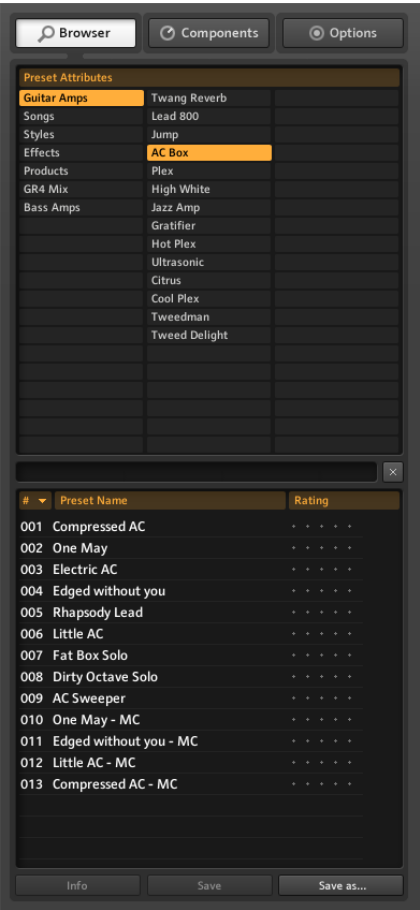 Browser Components Options
Preset Attributes
Guitar Amps Twang Reverb
Songs Lead 800
Styles Jump
Effects AC Box
Products Plex
GR4 Mix High White
Bass Amps Jazz Amp
Gratifier
Hot Plex
Ultrasonic
Citrus
Cool Plex
Tweedman
Tweed Delight
×
# Preset Name Rating
001 Compressed AC
002 One May
003 Electric AC
004 Edged without you
005 Rhapsody Lead
006 Little AC
007 Fat Box Solo
008 Dirty Octave Solo
009 AC Sweeper
010 One May - MC
011 Edged without you - MC
012 Little AC - MC
013 Compressed AC - MC
Info Save Save as...